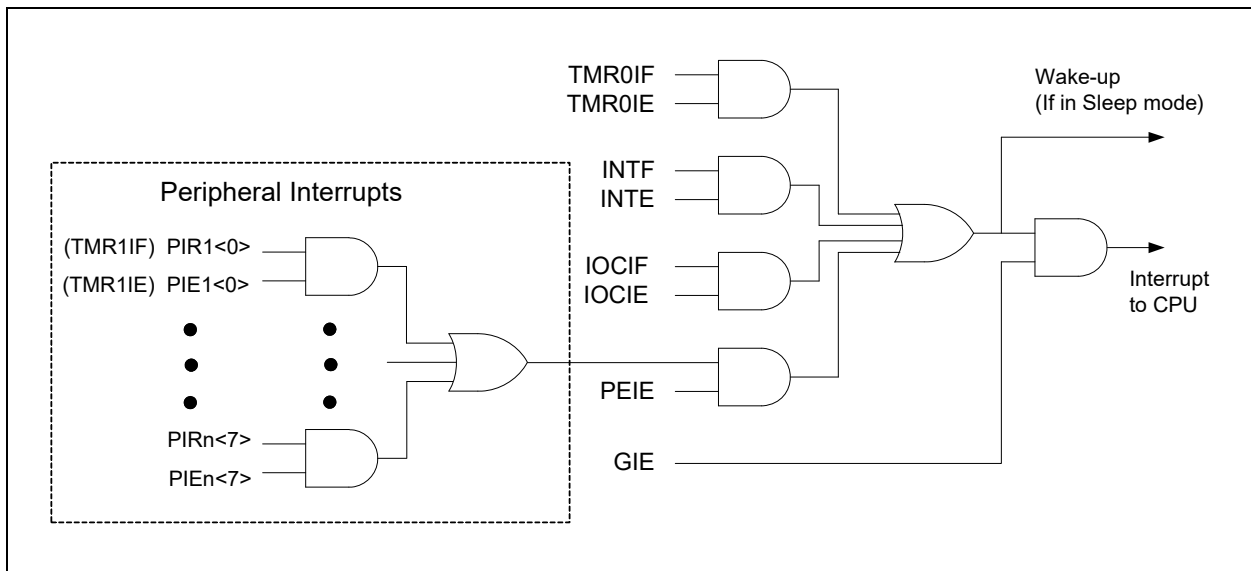 TMR0IF
TMR0IE
Wake-up
(If in Sleep mode)
INTF
INTE
Peripheral Interrupts
(TMR1IF) PIR1<0>
(TMR1IE) PIE1<0>
IOCIF
IOCIE
Interrupt
to CPU
PEIE
PIRn<7>
PIEn<7>
GIE